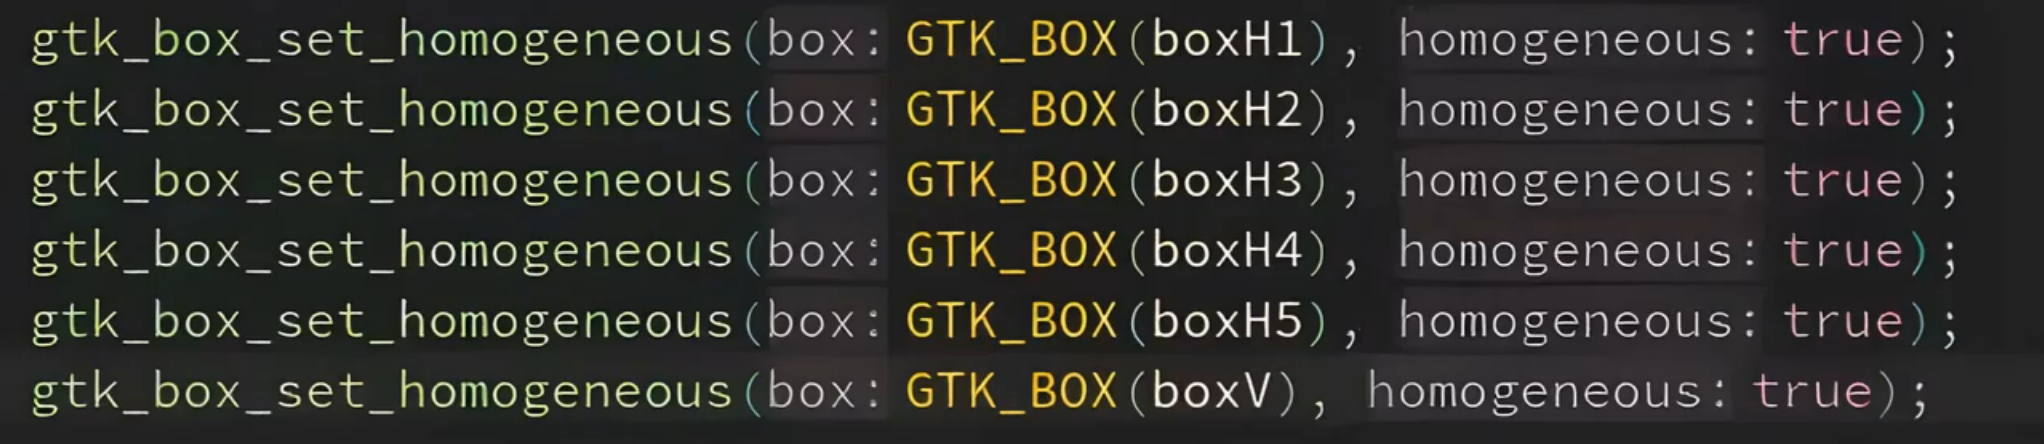 gtk_box_set_homogeneous(box: GTK_BOX(boxH1), homogeneous: true);
gtk_box_set_homogeneous(box: GTK_BOX(boxH2), homogeneous: true);
gtk_box_set_homogeneous(box: GTK_BOX(boxH3), homogeneous: true);
gtk_box_set_homogeneous(box: GTK_BOX(boxH4), homogeneous: true);
gtk_box_set_homogeneous(box: GTK_BOX(boxH5), homogeneous: true);
gtk_box_set_homogeneous(box: GTK_BOX(boxV), homogeneous: true);